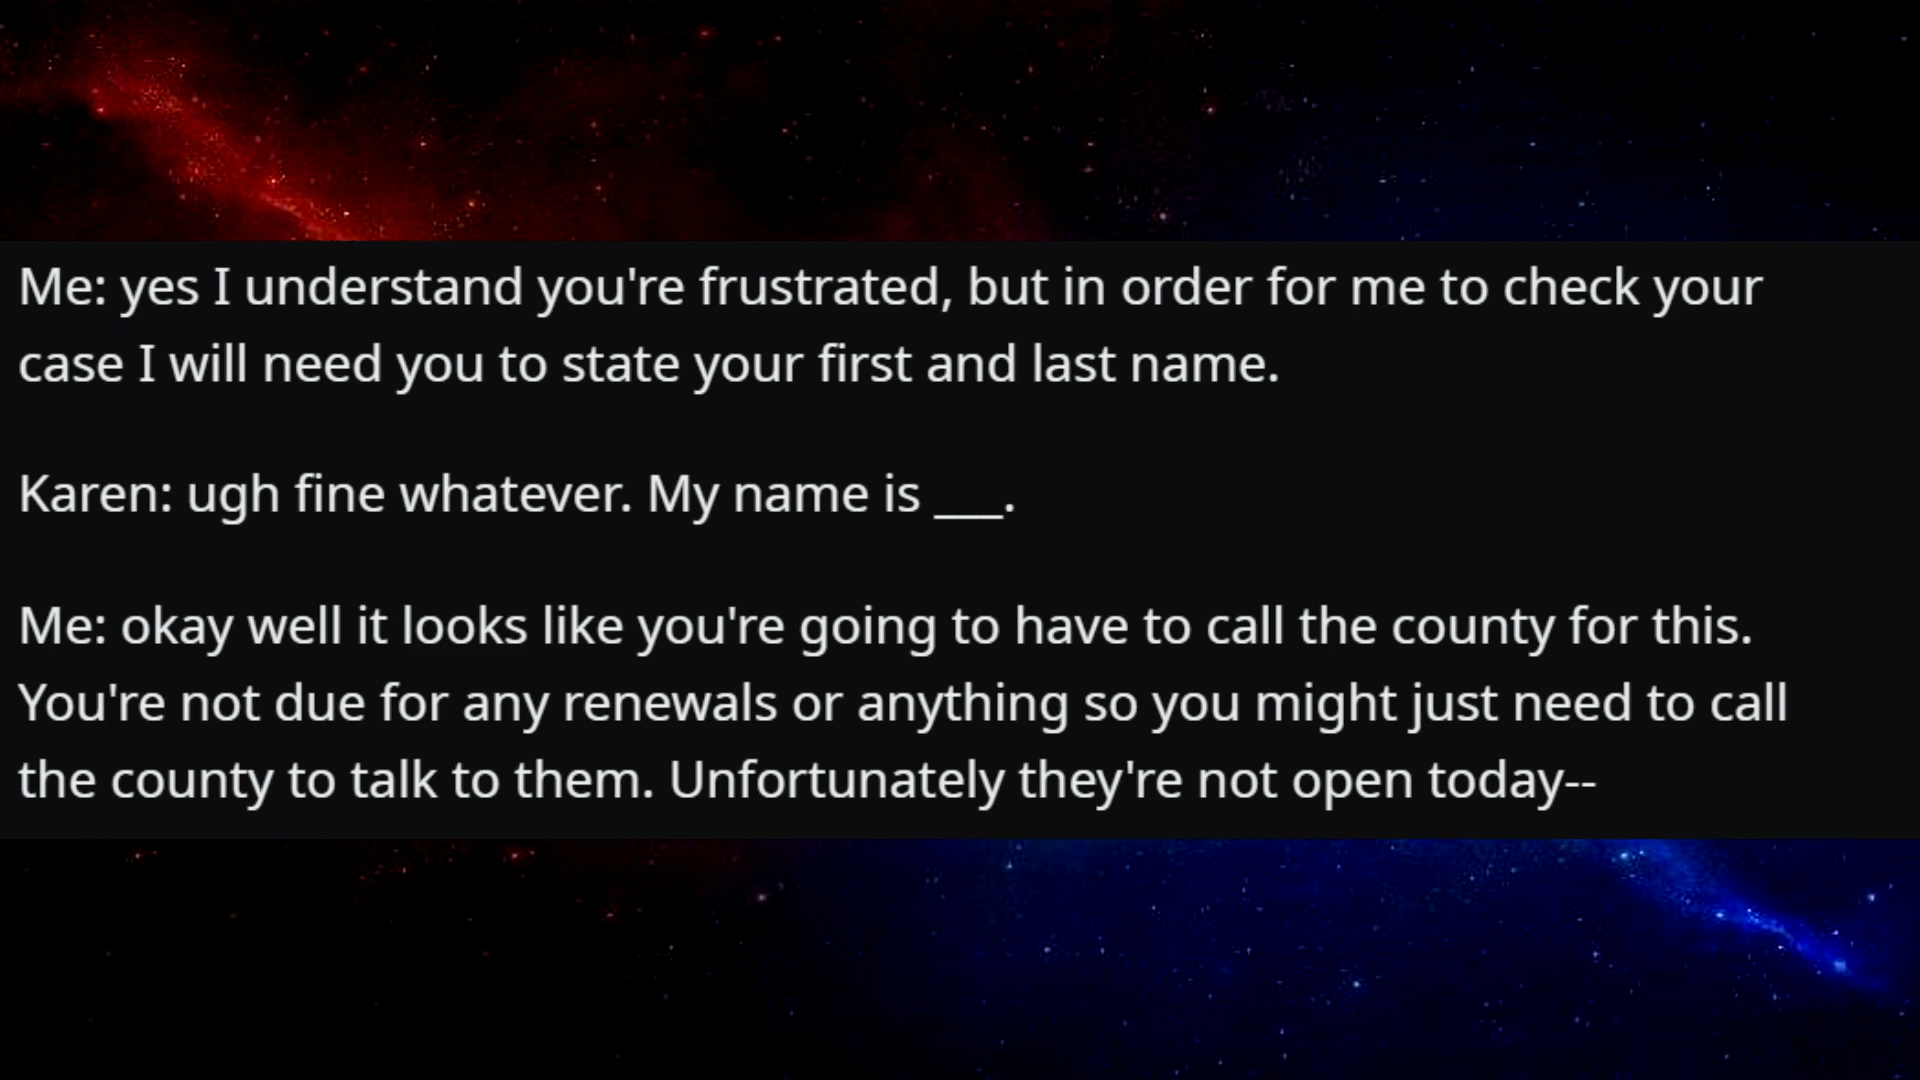 Me: yes I understand you're frustrated, but in order for me to check your
case I will need you to state your first and last name.
Karen: ugh fine whatever. My name is ___.
Me: okay well it looks like you're going to have to call the county for this.
You're not due for any renewals or anything so you might just need to call
the county to talk to them. Unfortunately they're not open today--